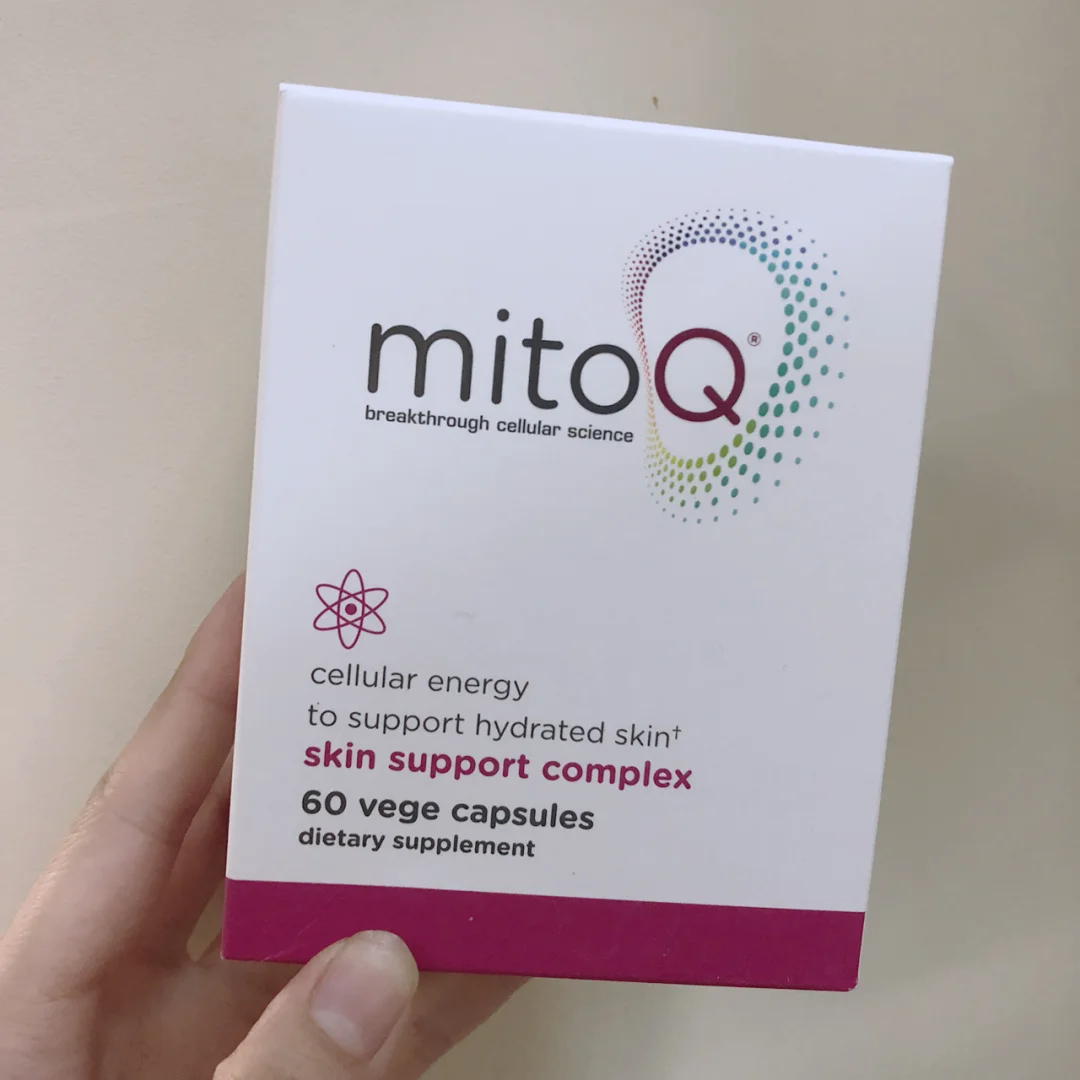 mitoQ®
breakthrough cellular science
cellular energy
to support hydrated skin†
skin support complex
60 vege capsules
dietary supplement